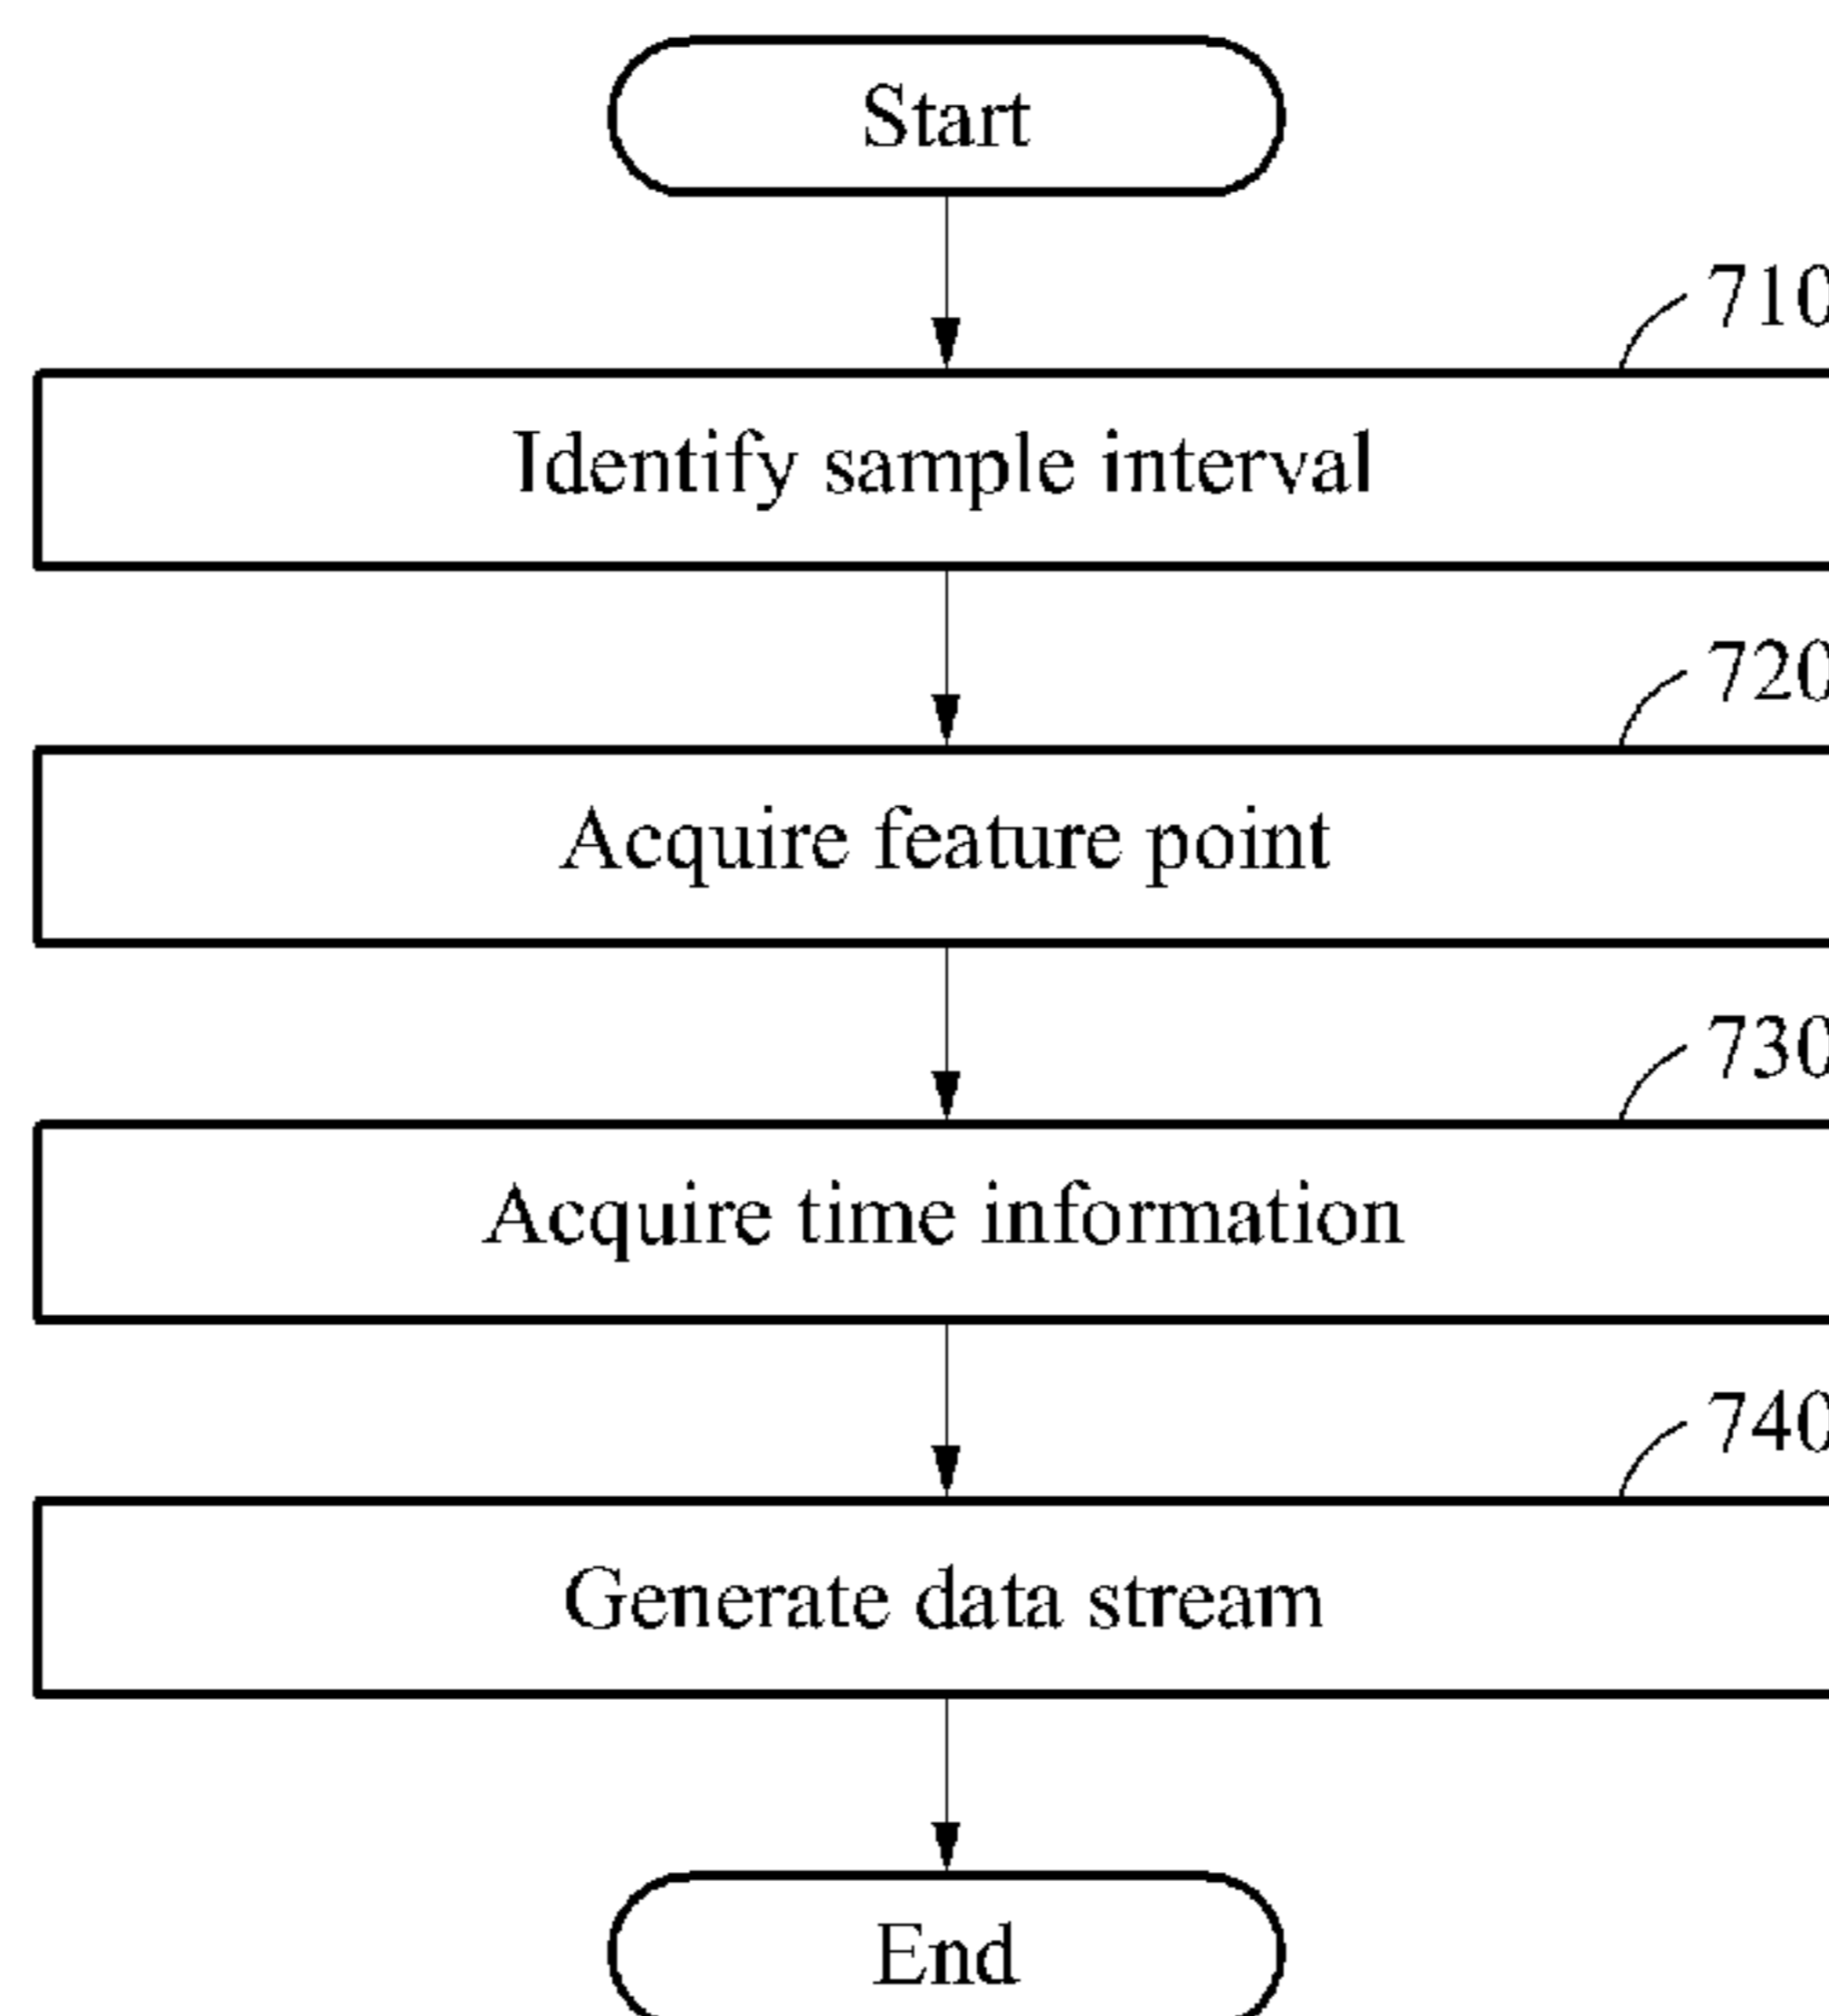 Start
710
Identify sample interval
720
Acquire feature point
730
Acquire time information
740
Generate data stream
End